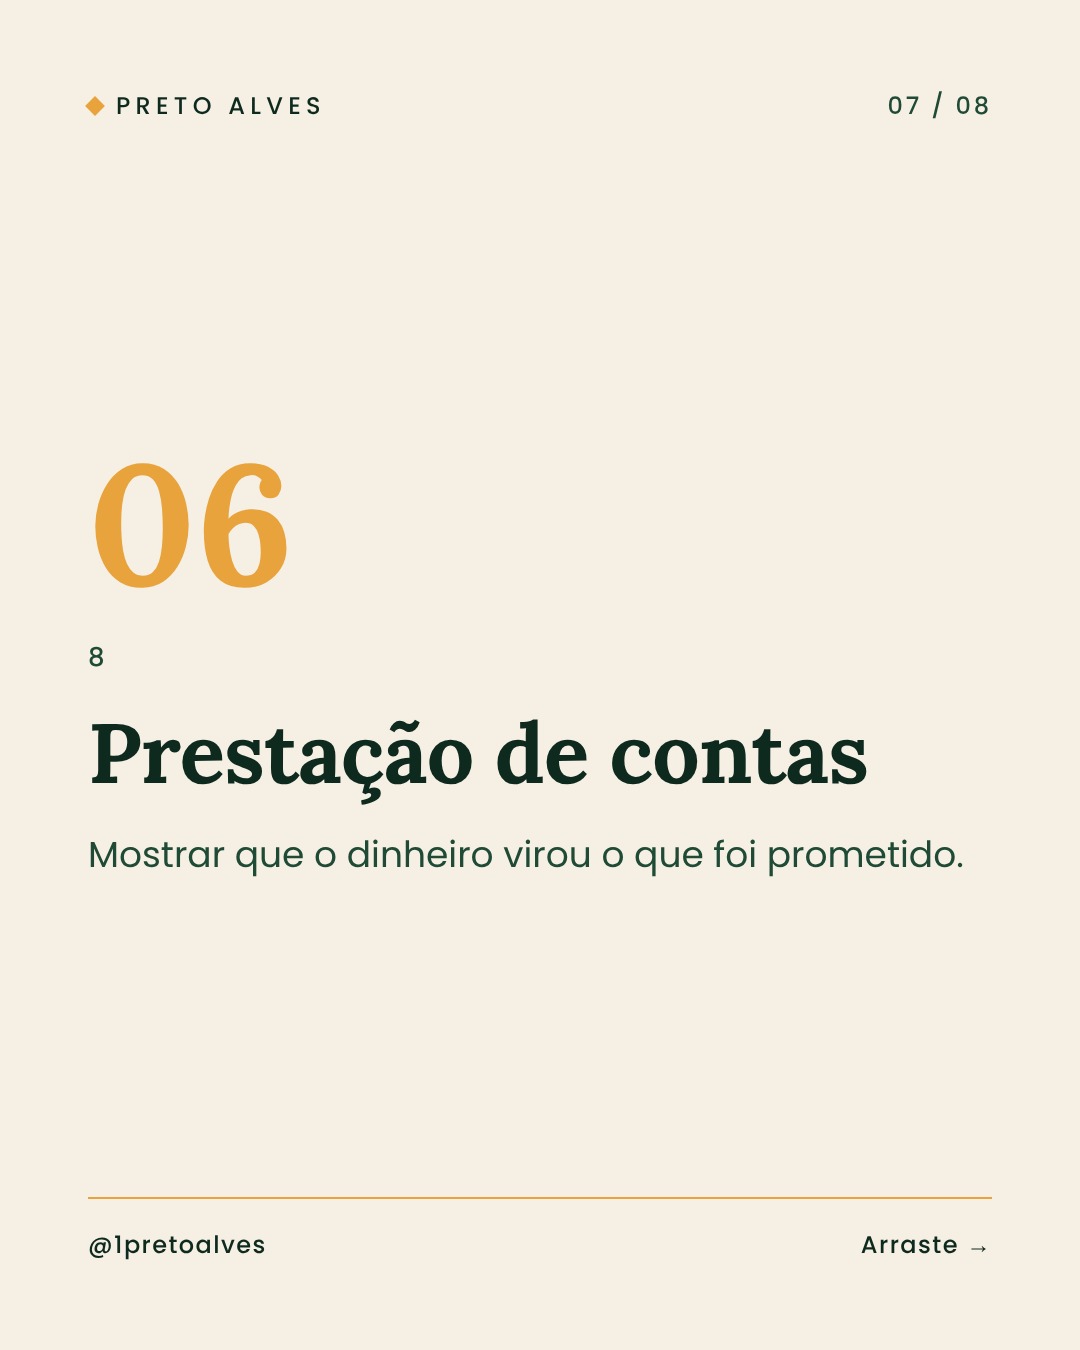 PRETO ALVES
07 / 08
06
8
Prestação de contas
Mostrar que o dinheiro virou o que foi prometido.
@1pretoalves
Arraste →